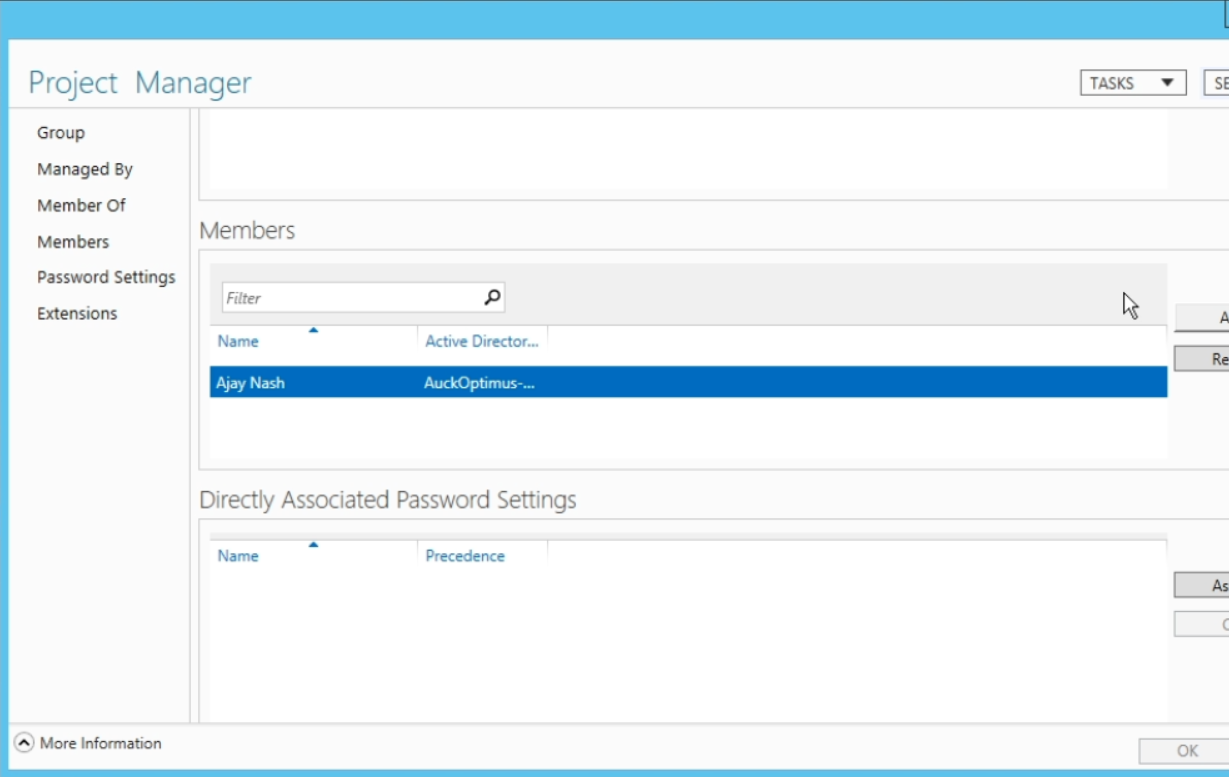 Project Manager
TASKS
SE
Group
Managed By
Member Of
Members
Password Settings
Extensions
Members
Filter
A
Name Active Director...
Re
Ajay Nash AuckOptimus-...
Directly Associated Password Settings
Name Precedence
As
More Information
OK